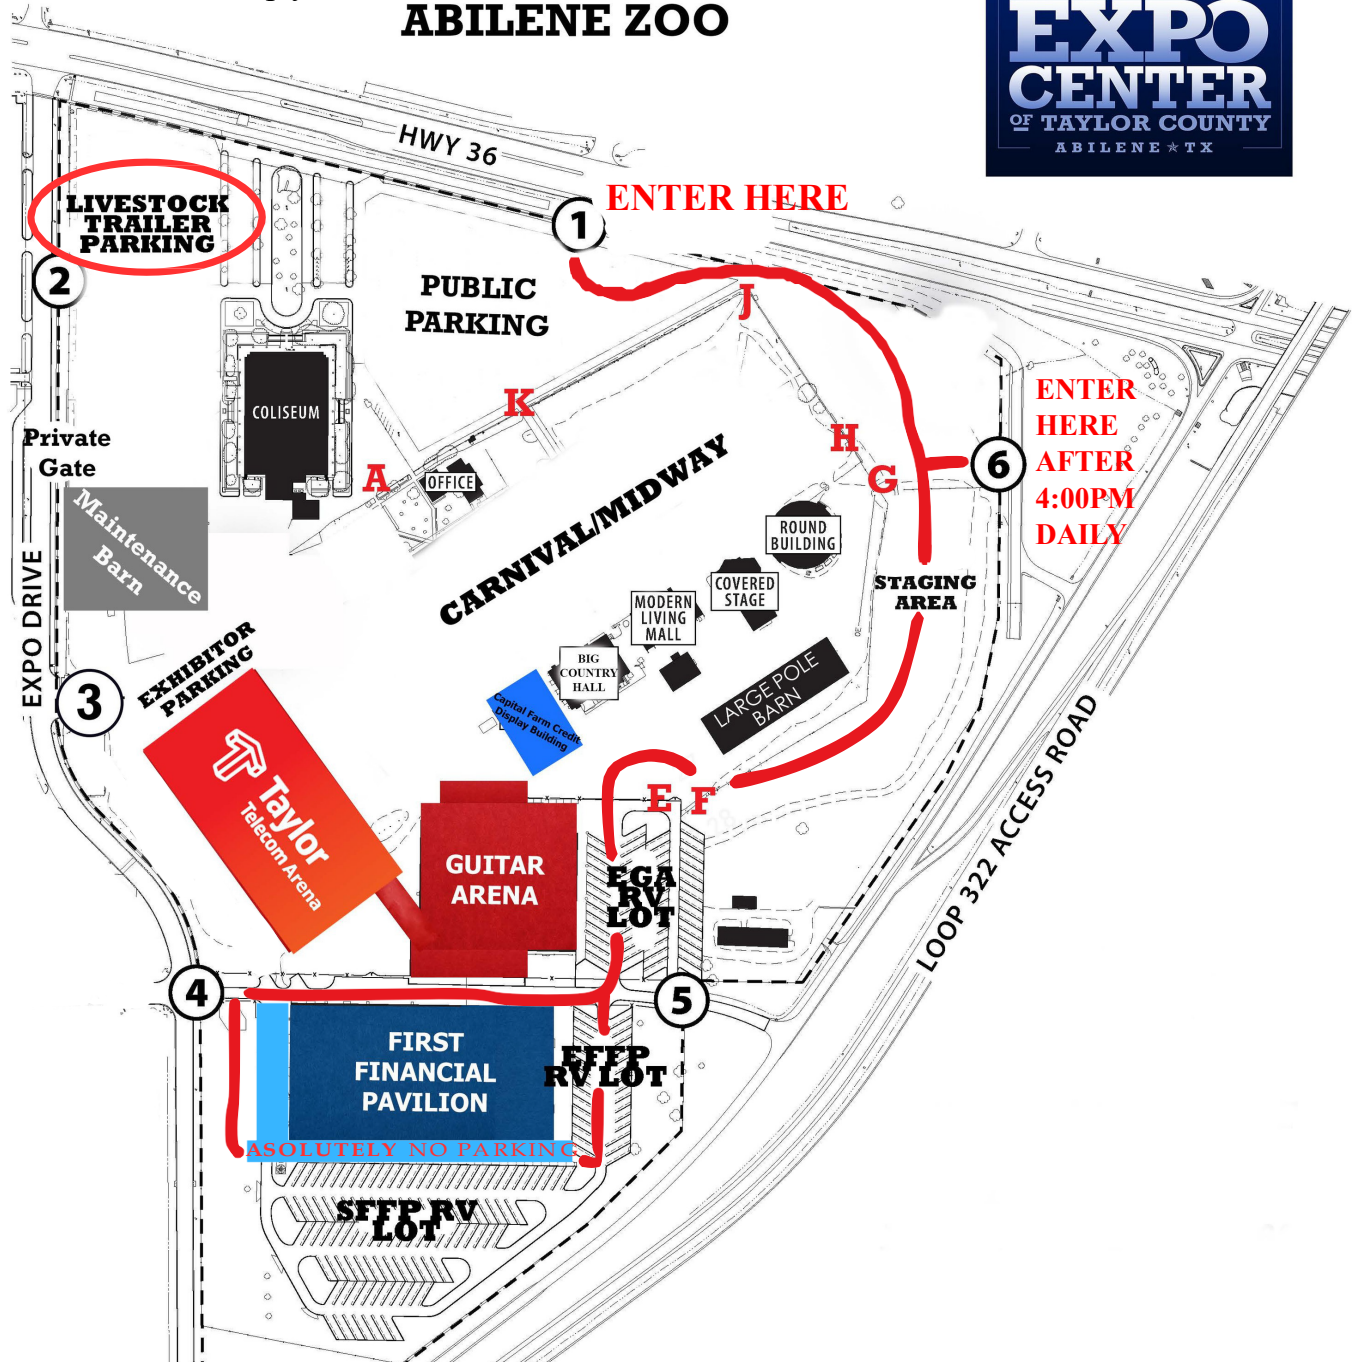 ABILENE ZOO
EXPO
CENTER
OF TAYLOR COUNTY
ABILENE ★ TX
HWY 36
ENTER HERE
1
LIVESTOCK
TRAILER
PARKING
2
PUBLIC
PARKING
J
COLISEUM
K
ENTER
HERE
AFTER
4:00PM
DAILY
H
G
6
A
OFFICE
Private
Gate
Maintenance
Barn
CARNIVAL/MIDWAY
ROUND
BUILDING
COVERED
STAGE
MODERN
LIVING
MALL
STAGING
AREA
BIG
COUNTRY
HALL
EXPO DRIVE
EXHIBITOR
PARKING
3
Capital Farm Credit
Display Building
LARGE POLE
BARN
LOOP 322 ACCESS ROAD
Taylor
Telecom Arena
E
F
GUITAR
ARENA
EGA
RV
LOT
4
5
FIRST
FINANCIAL
PAVILION
EFFP
RV LOT
ASOLUTELY NO PARKING
SFFP RV
LOT